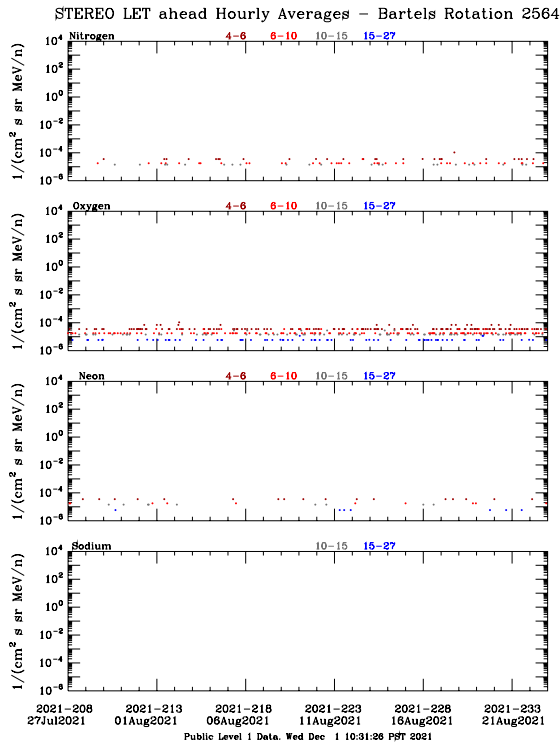 STEREO LET ahead Hourly Averages – Bartels Rotation 2564
Nitrogen 4-6 6-10 10-15 15-27
10^4
10^2
10^0
10^-2
10^-4
10^-6
1/(cm^2 s sr MeV/n)
Oxygen 4-6 6-10 10-15 15-27
10^4
10^2
10^0
10^-2
10^-4
10^-6
1/(cm^2 s sr MeV/n)
Neon 4-6 6-10 10-15 15-27
10^4
10^2
10^0
10^-2
10^-4
10^-6
1/(cm^2 s sr MeV/n)
Sodium 10-15 15-27
10^4
10^2
10^0
10^-2
10^-4
10^-6
1/(cm^2 s sr MeV/n)
2021-208 2021-213 2021-218 2021-223 2021-228 2021-233
27Jul2021 01Aug2021 06Aug2021 11Aug2021 16Aug2021 21Aug2021
Public Level 1 Data, Wed Dec 1 10:31:26 PST 2021